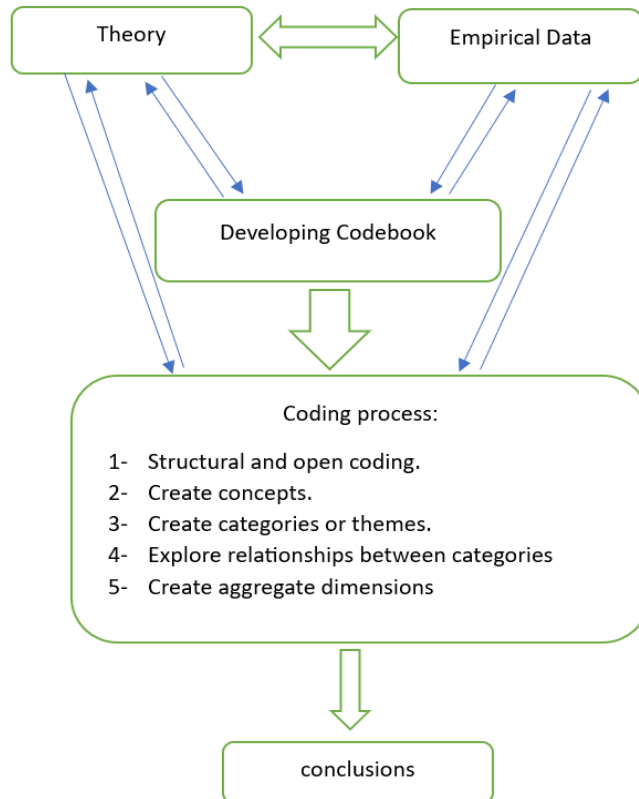 Theory
Empirical Data
Developing Codebook
Coding process:
1- Structural and open coding.
2- Create concepts.
3- Create categories or themes.
4- Explore relationships between categories
5- Create aggregate dimensions
conclusions